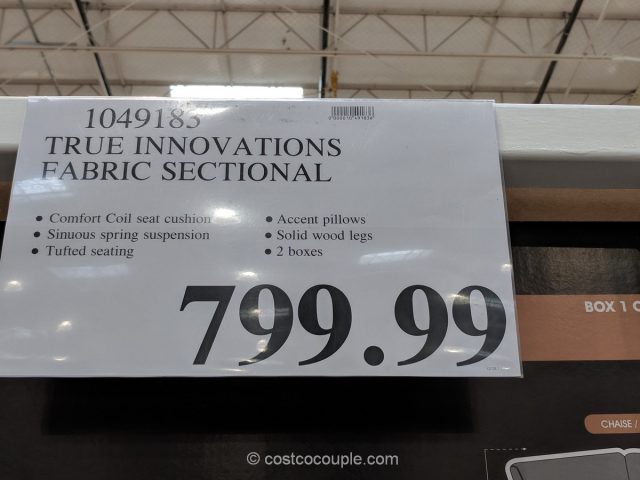 1049183
TRUE INNOVATIONS
FABRIC SECTIONAL
• Comfort Coil seat cushion
• Sinuous spring suspension
• Tufted seating
• Accent pillows
• Solid wood legs
• 2 boxes
799.99
BOX 1 O
CHAISE /
© costcocouple.com